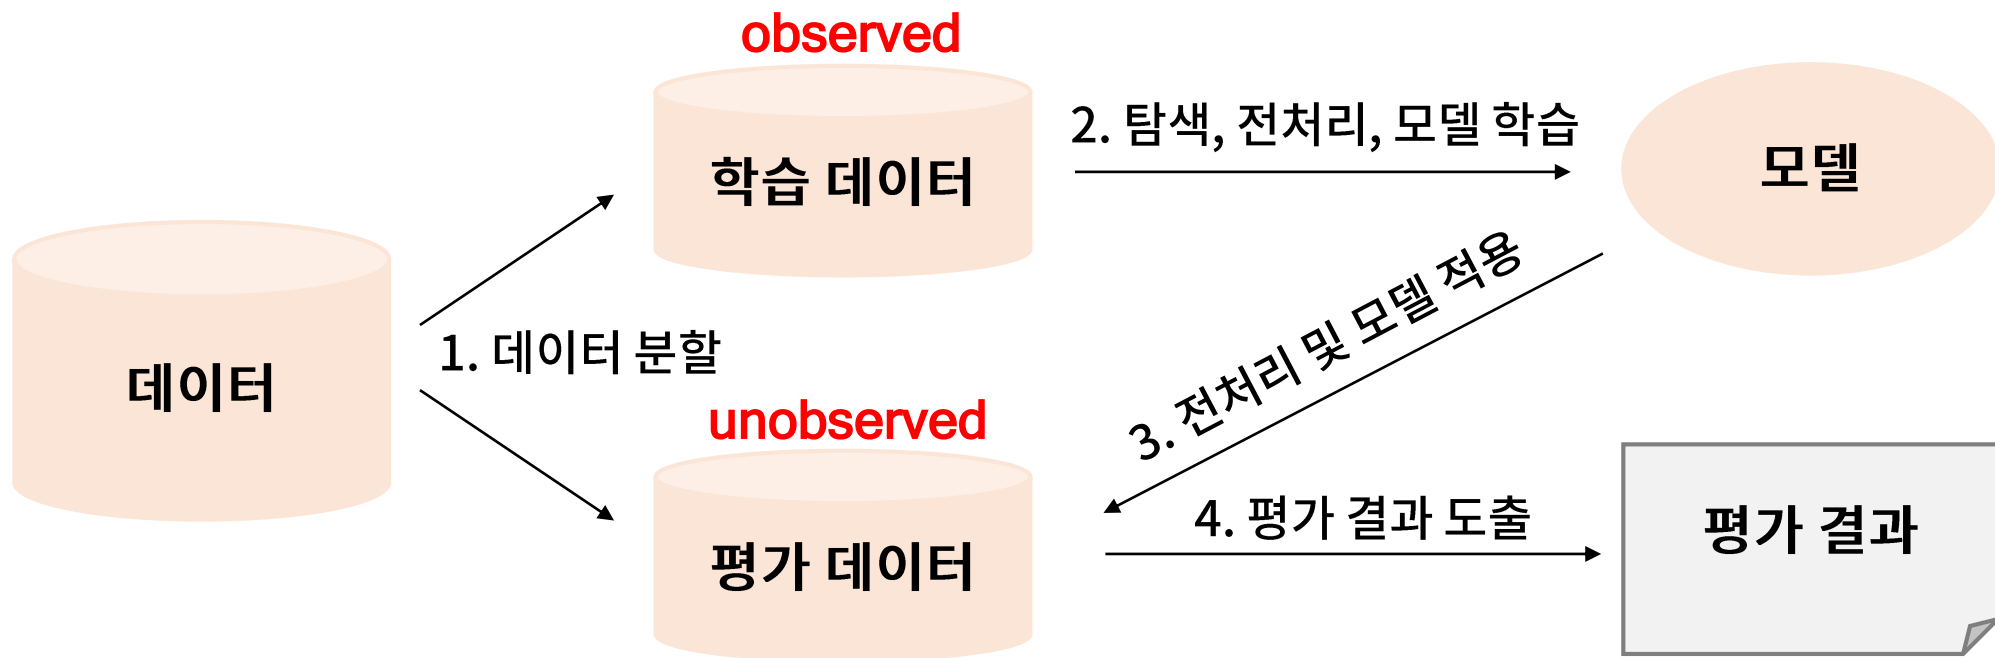 observed
학습 데이터
2. 탐색, 전처리, 모델 학습
모델
데이터
1. 데이터 분할
3. 전처리 및 모델 적용
unobserved
평가 데이터
4. 평가 결과 도출
평가 결과